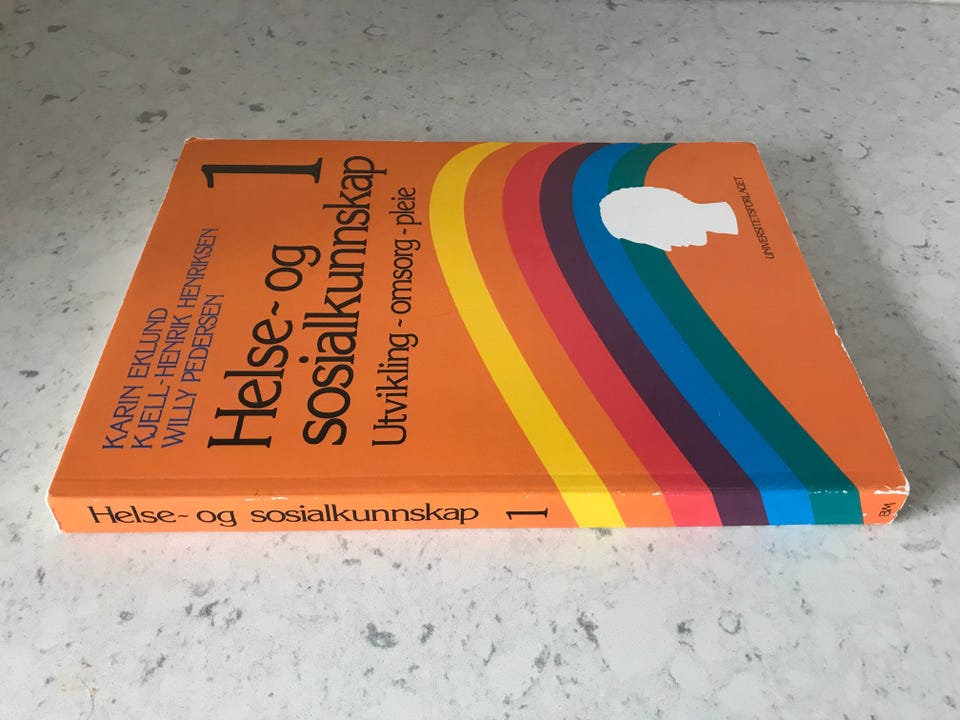 KARIN EKLUND
KJELL-HENRIK HENRIKSEN
WILLY PEDERSEN
Helse- og 1
sosialkunnskap
Utvikling - omsorg - pleie
UNIVERSITETSFORLAGET
Helse- og sosialkunnskap 1